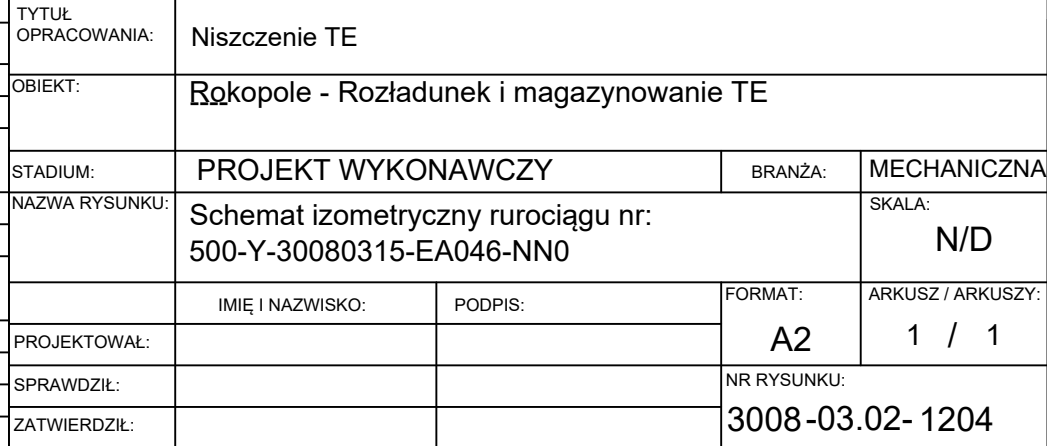 TYTUŁ
OPRACOWANIA:
Niszczenie TE
OBIEKT:
Rokopole - Rozładunek i magazynowanie TE
STADIUM:
PROJEKT WYKONAWCZY
BRANŻA:
MECHANICZNA
NAZWA RYSUNKU:
Schemat izometryczny rurociągu nr:
500-Y-30080315-EA046-NN0
SKALA:
N/D
IMIĘ I NAZWISKO:
PODPIS:
FORMAT:
A2
ARKUSZ / ARKUSZY:
1 / 1
PROJEKTOWAŁ:
SPRAWDZIŁ:
ZATWIERDZIŁ:
NR RYSUNKU:
3008-03.02-1204